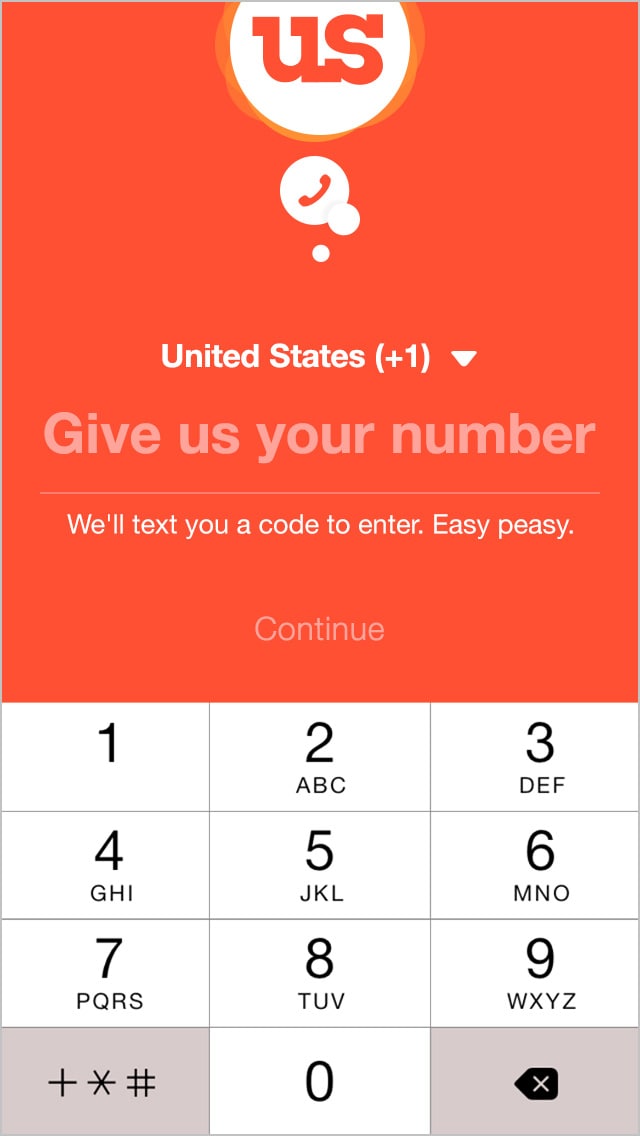 us
United States (+1)
Give us your number
We'll text you a code to enter. Easy peasy.
Continue
1
2
3
ABC
DEF
4
5
6
GHI
JKL
MNO
7
8
9
PQRS
TUV
WXYZ
+*#
0